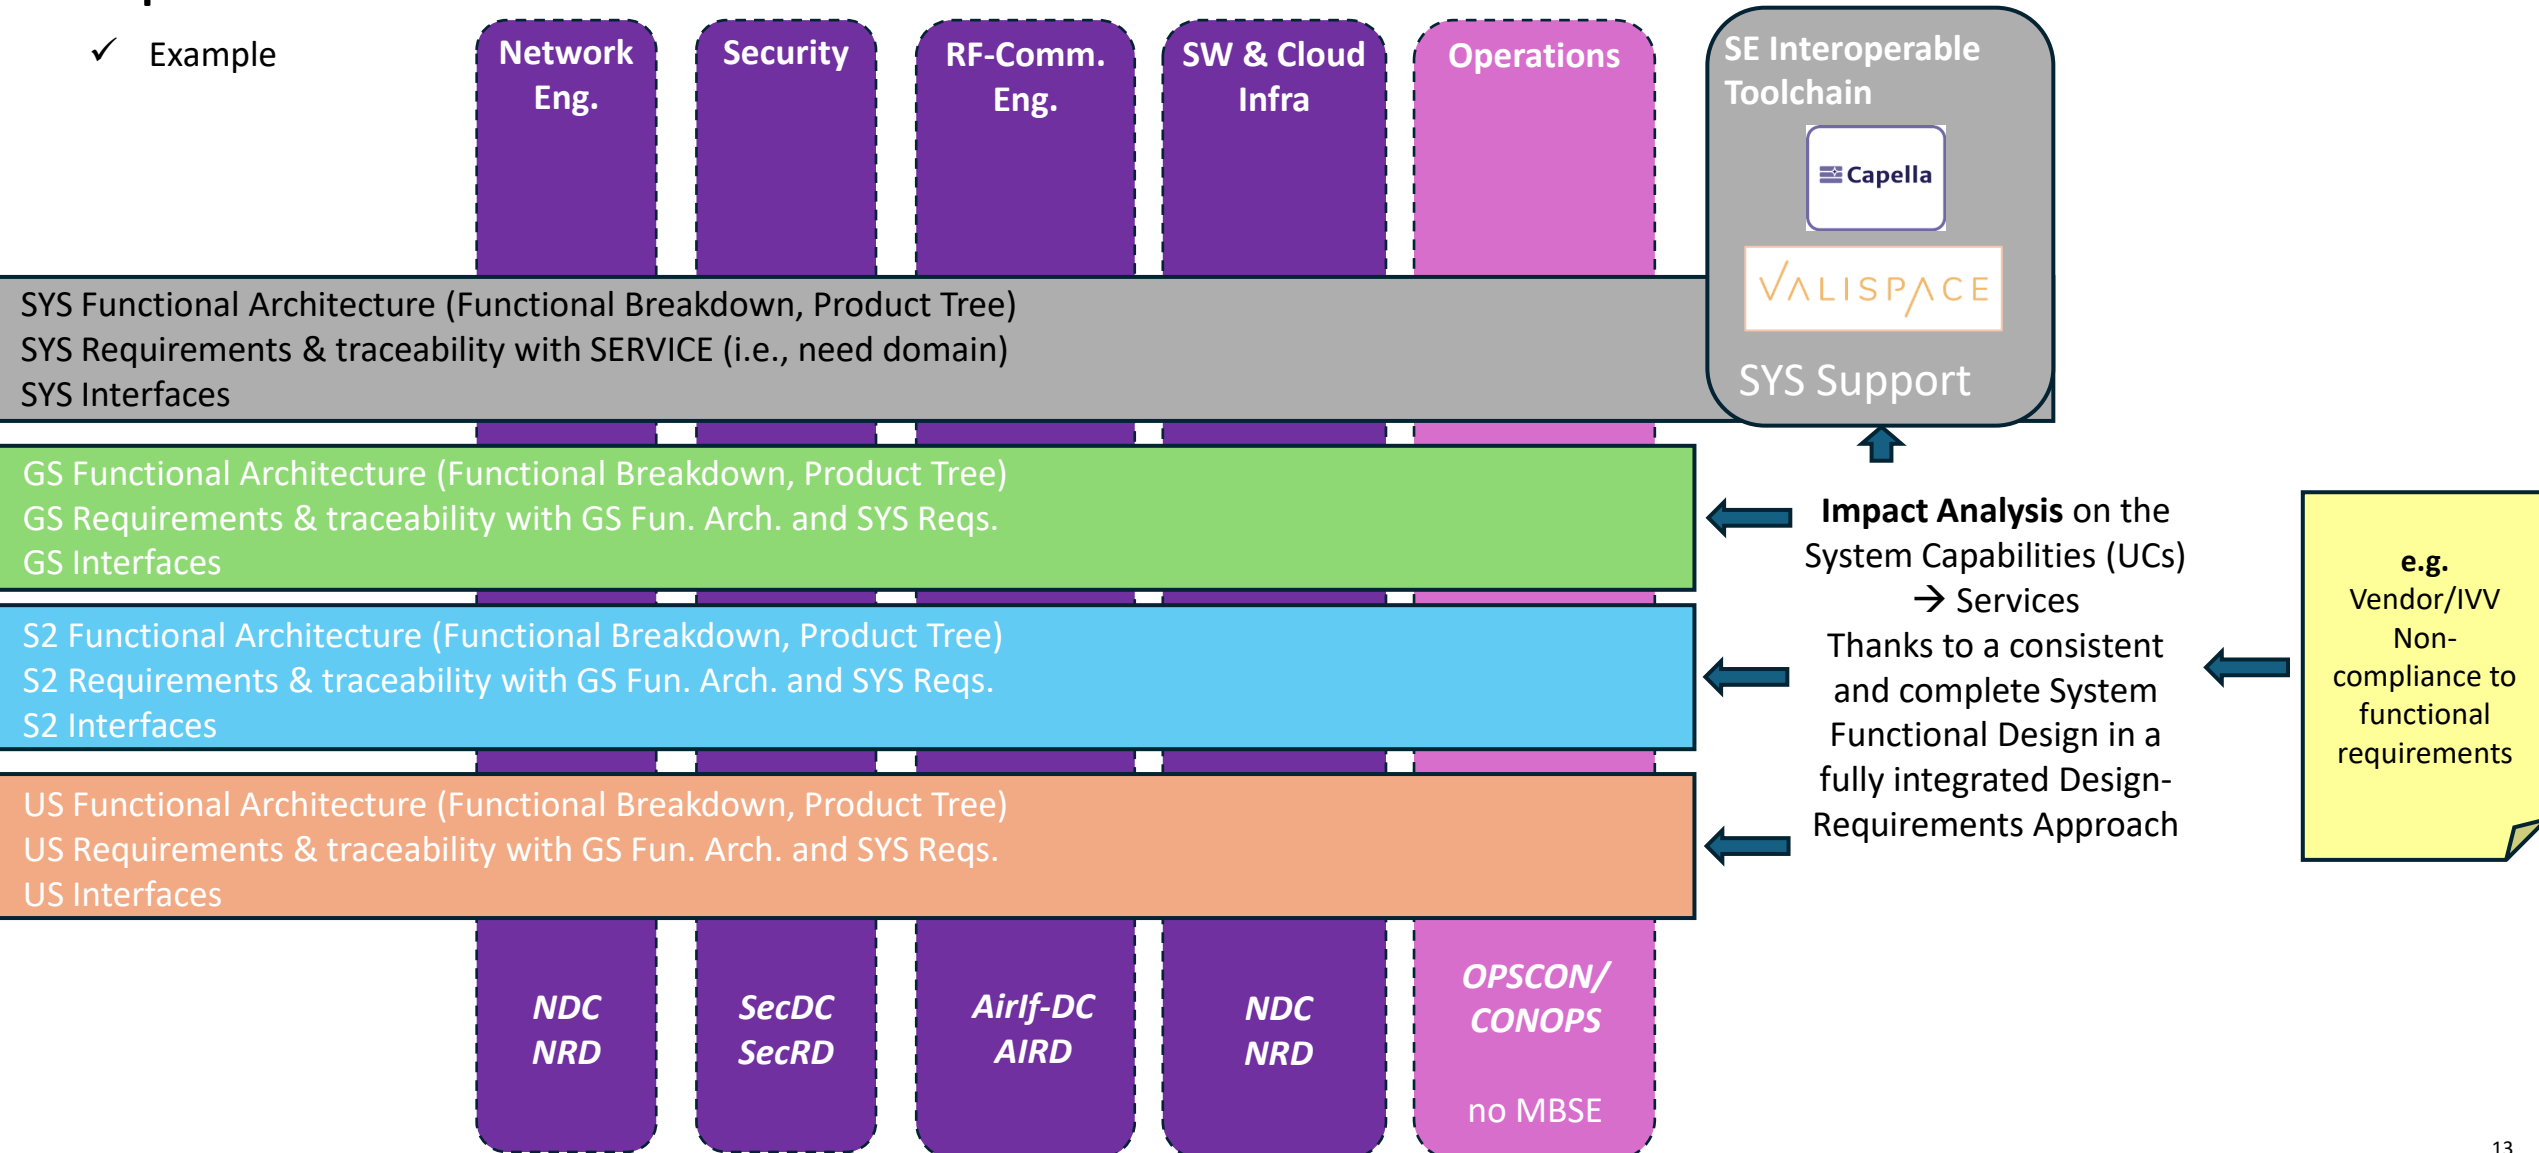 ✓ Example
Network
Eng.
Security
RF-Comm.
Eng.
SW & Cloud
Infra
Operations
SE Interoperable
Toolchain
Capella
VALISPACE
SYS Support
SYS Functional Architecture (Functional Breakdown, Product Tree)
SYS Requirements & traceability with SERVICE (i.e., need domain)
SYS Interfaces
GS Functional Architecture (Functional Breakdown, Product Tree)
GS Requirements & traceability with GS Fun. Arch. and SYS Reqs.
GS Interfaces
S2 Functional Architecture (Functional Breakdown, Product Tree)
S2 Requirements & traceability with GS Fun. Arch. and SYS Reqs.
S2 Interfaces
US Functional Architecture (Functional Breakdown, Product Tree)
US Requirements & traceability with GS Fun. Arch. and SYS Reqs.
US Interfaces
Impact Analysis on the
System Capabilities (UCs)
→ Services
Thanks to a consistent
and complete System
Functional Design in a
fully integrated Design-
Requirements Approach
e.g.
Vendor/IVV
Non-
compliance to
functional
requirements
NDC
NRD
SecDC
SecRD
AirIf-DC
AIRD
NDC
NRD
OPSCON/
CONOPS
no MBSE
13